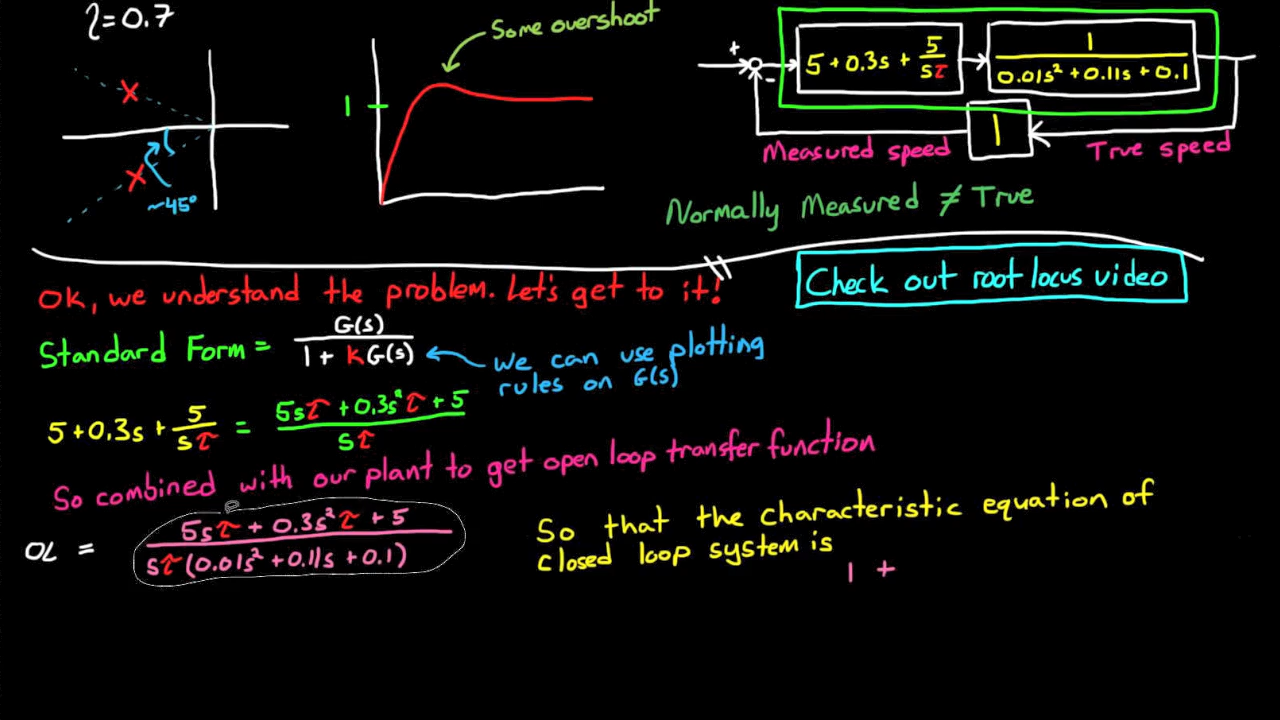 ζ=0.7
Some overshoot
1
~45°
+
-
5 + 0.3s + 5/sτ
1/(0.01s² + 0.11s + 0.1)
1
Measured speed
True speed
Normally Measured ≠ True
Ok, we understand the problem. Let's get to it!
Check out root locus video
Standard Form = G(s)/(1 + kG(s))
we can use plotting
rules on G(s)
5+0.3s + 5/sτ = (5sτ + 0.3s²τ + 5)/sτ
So combined with our plant to get open loop transfer function
OL = (5sτ + 0.3s²τ + 5)/(sτ(0.01s² + 0.11s + 0.1))
So that the characteristic equation of
closed loop system is
1 +